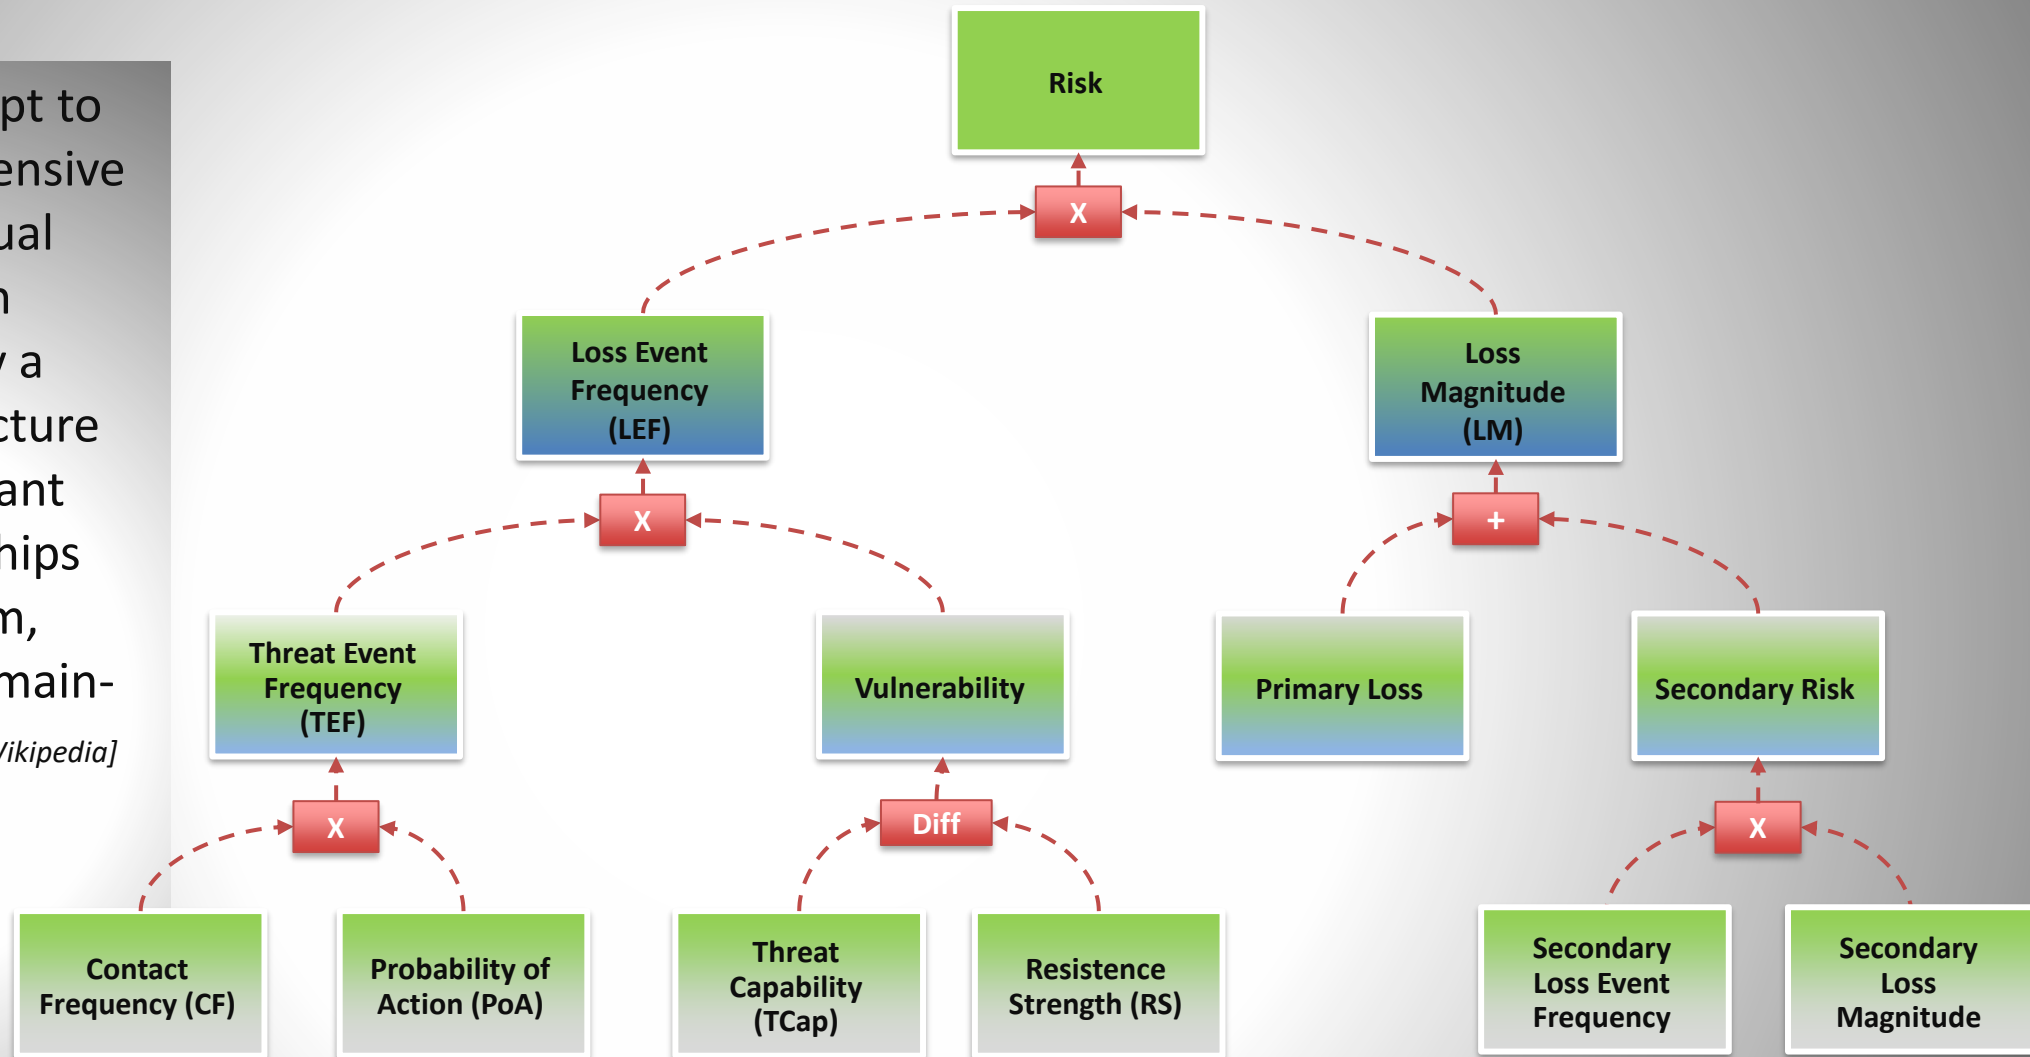 pt to
ensive
ual
n
y a
cture
ant
hips
m,
main-
Vikipedia]
Risk
X
Loss Event
Frequency
(LEF)
Loss
Magnitude
(LM)
X
+
Threat Event
Frequency
(TEF)
Vulnerability
Primary Loss
Secondary Risk
X
Diff
X
Contact
Frequency (CF)
Probability of
Action (PoA)
Threat
Capability
(TCap)
Resistence
Strength (RS)
Secondary
Loss Event
Frequency
Secondary
Loss
Magnitude